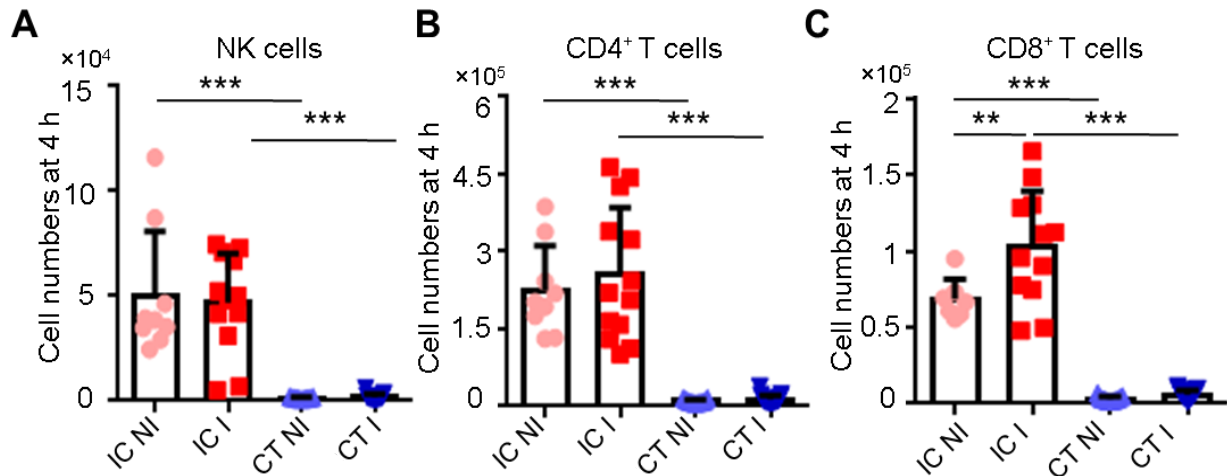 A
NK cells
×10⁴
***
***
15
10
5
0
Cell numbers at 4 h
IC NI
IC I
CT NI
CT I
B
CD4⁺ T cells
×10⁵
***
***
6
4.5
3
1.5
0
Cell numbers at 4 h
IC NI
IC I
CT NI
CT I
C
CD8⁺ T cells
×10⁵
***
**
***
2
1.5
1
0.5
0
Cell numbers at 4 h
IC NI
IC I
CT NI
CT I